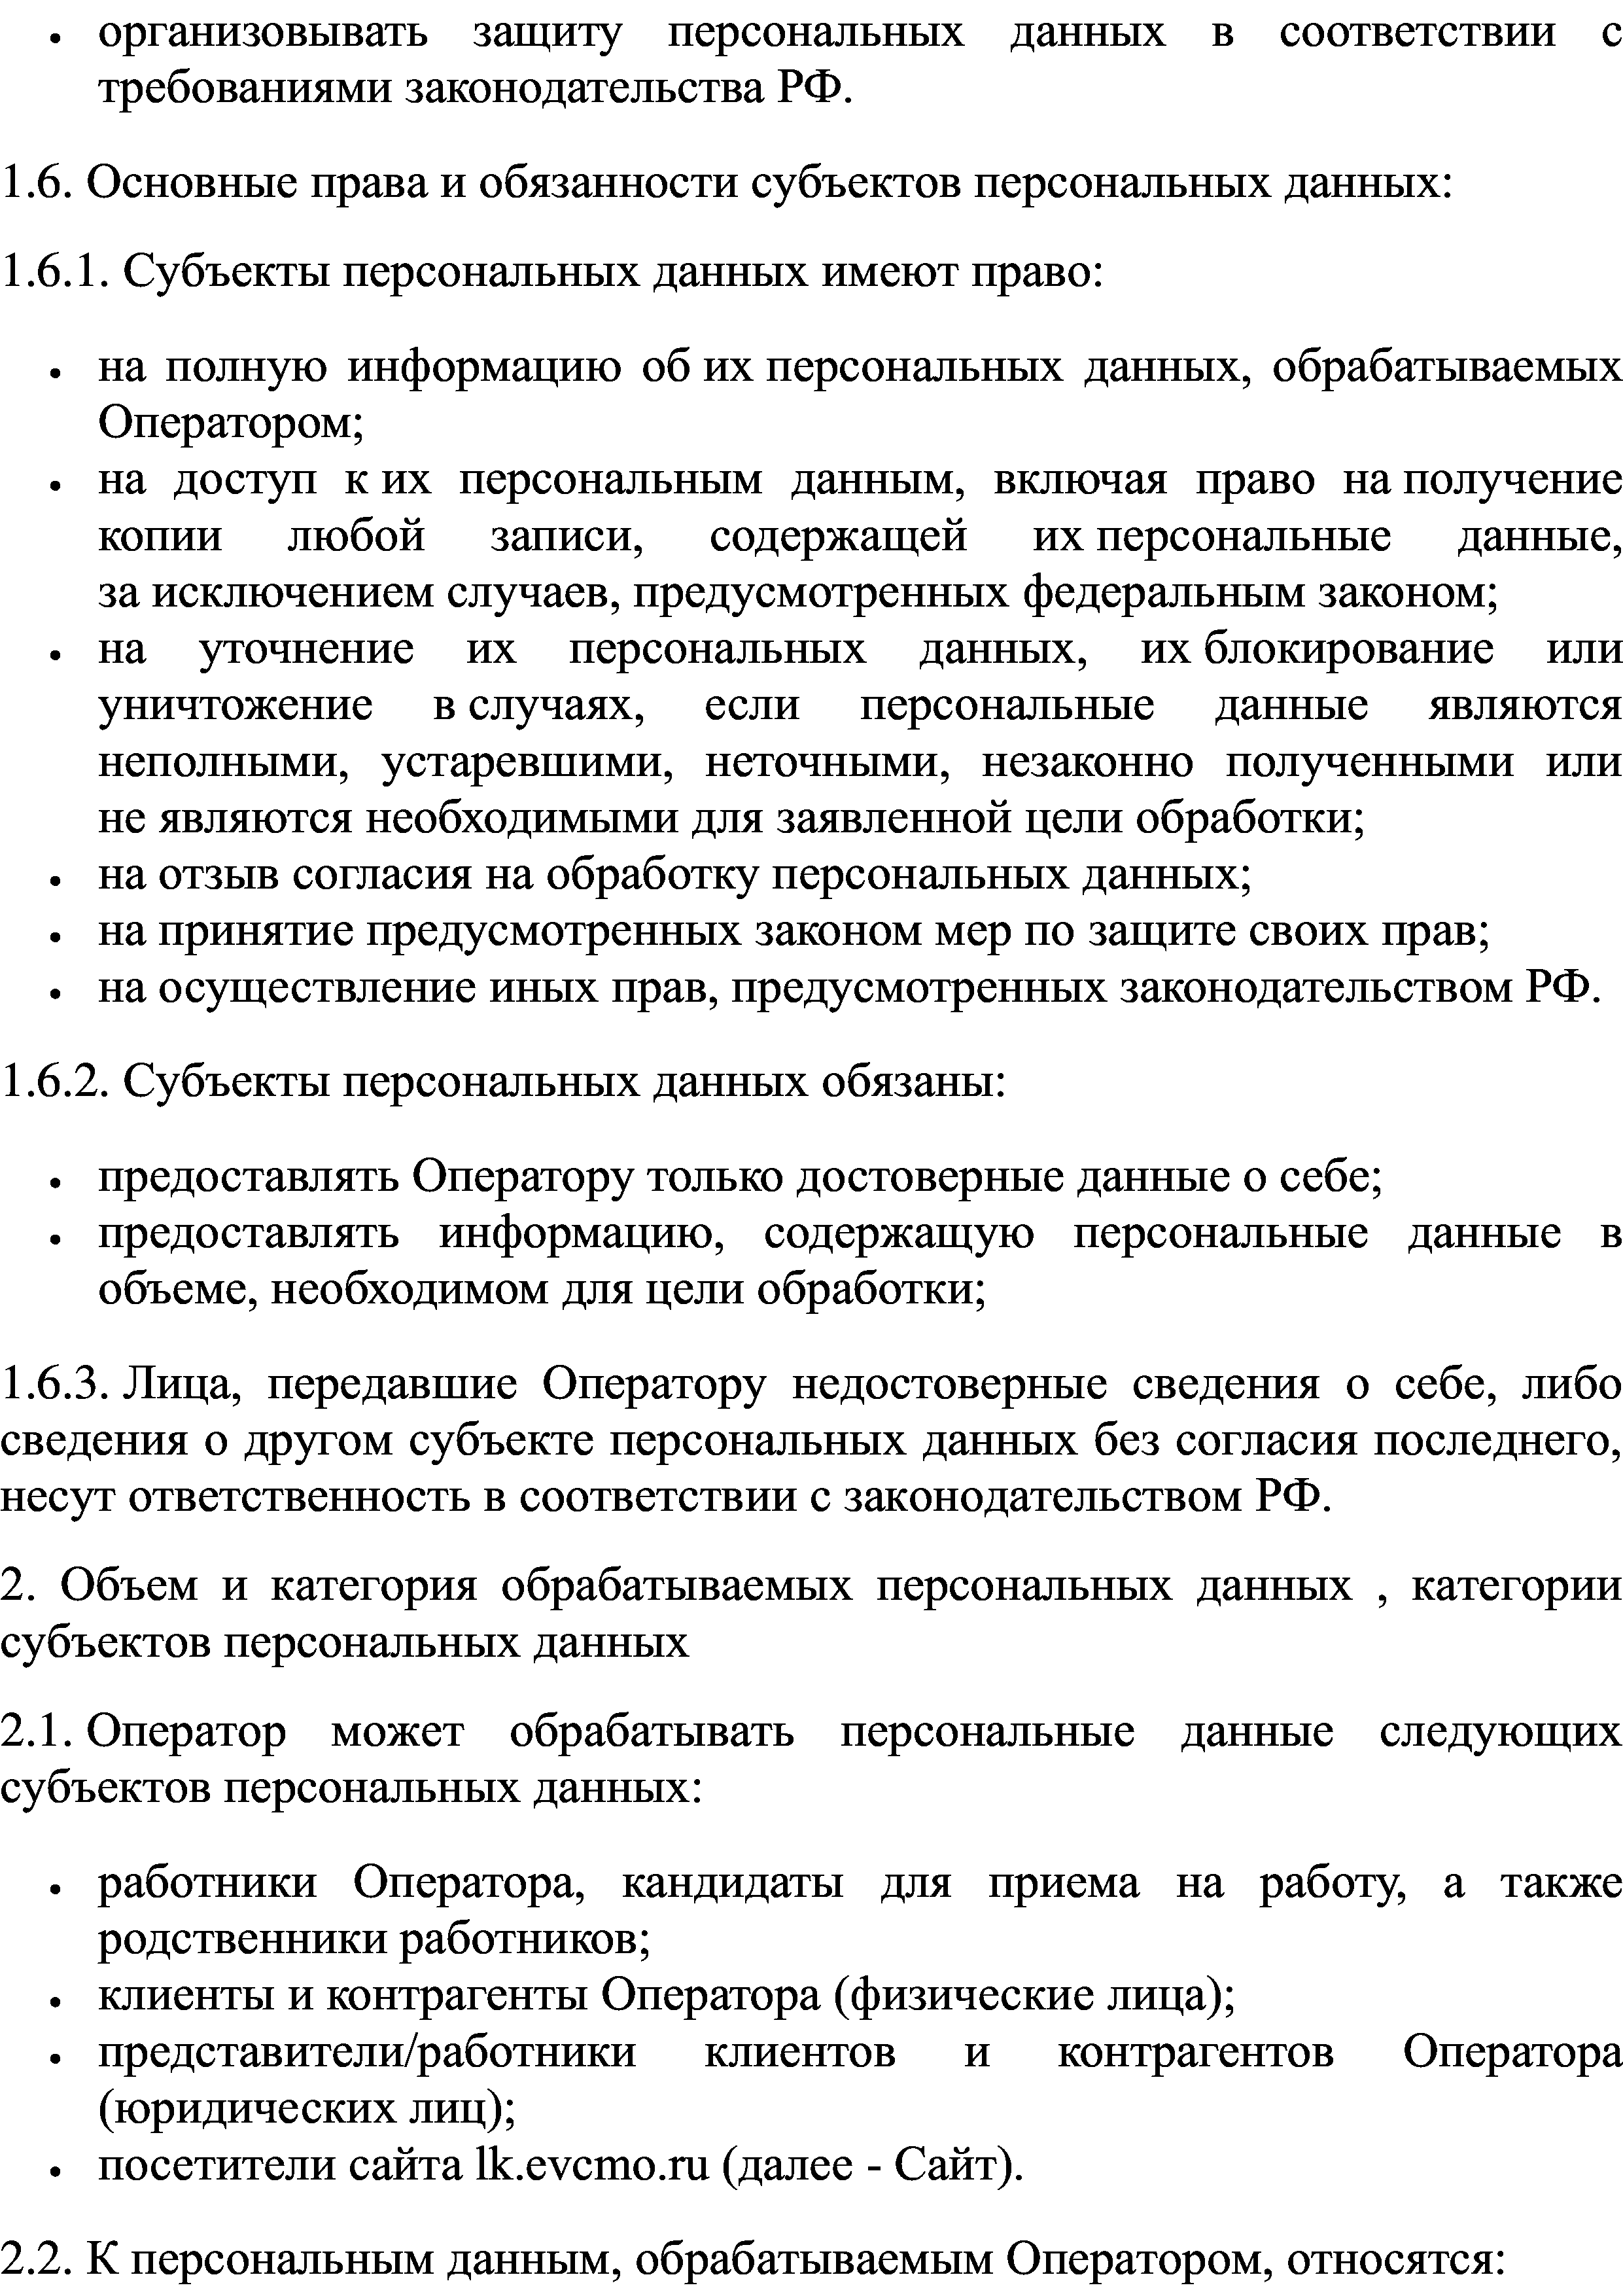 • организовывать защиту персональных данных в соответствии с
требованиями законодательства РФ.
1.6. Основные права и обязанности субъектов персональных данных:
1.6.1. Субъекты персональных данных имеют право:
• на полную информацию об их персональных данных, обрабатываемых
Оператором;
• на доступ к их персональным данным, включая право на получение
копии любой записи, содержащей их персональные данные,
за исключением случаев, предусмотренных федеральным законом;
• на уточнение их персональных данных, их блокирование или
уничтожение в случаях, если персональные данные являются
неполными, устаревшими, неточными, незаконно полученными или
не являются необходимыми для заявленной цели обработки;
• на отзыв согласия на обработку персональных данных;
• на принятие предусмотренных законом мер по защите своих прав;
• на осуществление иных прав, предусмотренных законодательством РФ.
1.6.2. Субъекты персональных данных обязаны:
• предоставлять Оператору только достоверные данные о себе;
• предоставлять информацию, содержащую персональные данные в
объеме, необходимом для цели обработки;
1.6.3. Лица, передавшие Оператору недостоверные сведения о себе, либо
сведения о другом субъекте персональных данных без согласия последнего,
несут ответственность в соответствии с законодательством РФ.
2. Объем и категория обрабатываемых персональных данных , категории
субъектов персональных данных
2.1. Оператор может обрабатывать персональные данные следующих
субъектов персональных данных:
• работники Оператора, кандидаты для приема на работу, а также
родственники работников;
• клиенты и контрагенты Оператора (физические лица);
• представители/работники клиентов и контрагентов Оператора
(юридических лиц);
• посетители сайта lk.evcmo.ru (далее - Сайт).
2.2. К персональным данным, обрабатываемым Оператором, относятся: